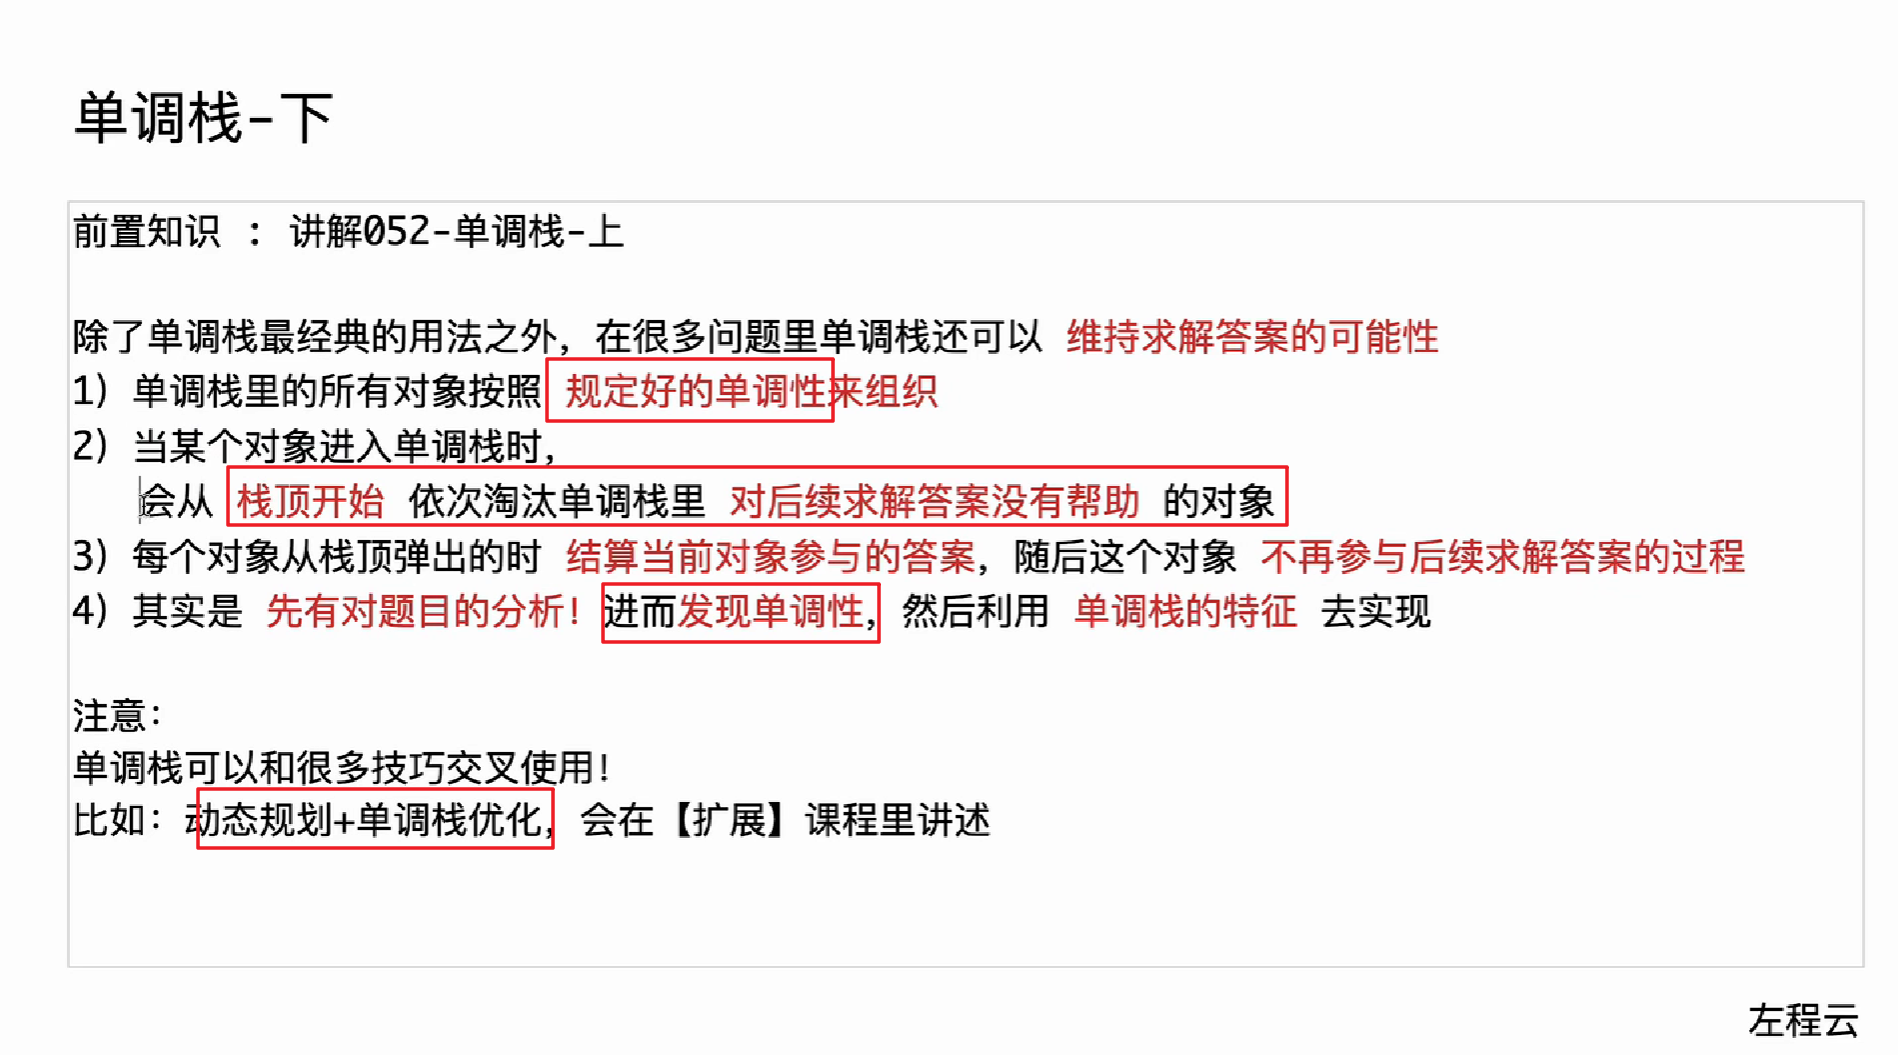 单调栈-下
前置知识 : 讲解052-单调栈-上
除了单调栈最经典的用法之外，在很多问题里单调栈还可以 维持求解答案的可能性
1）单调栈里的所有对象按照 规定好的单调性来组织
2）当某个对象进入单调栈时，
会从 栈顶开始 依次淘汰单调栈里 对后续求解答案没有帮助 的对象
3）每个对象从栈顶弹出的时 结算当前对象参与的答案，随后这个对象 不再参与后续求解答案的过程
4）其实是 先有对题目的分析！进而发现单调性，然后利用 单调栈的特征 去实现
注意：
单调栈可以和很多技巧交叉使用！
比如：动态规划+单调栈优化，会在【扩展】课程里讲述
左程云